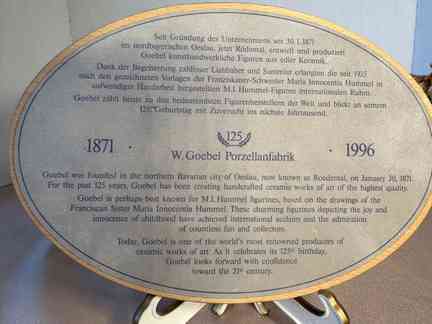 Seit Gründung des Unternehmens am 30.1.1871
im nordbayerischen Oeslau, jetzt Rödental, entwirft und produziert
Goebel kunsthandwerkliche Figuren aus edler Keramik.
Dank der Begeisterung zahlloser Liebhaber und Sammler erlangten die seit 1935
nach den gezeichneten Vorlagen der Franziskaner-Schwester Maria Innocentia Hummel in
aufwendiger Handarbeit hergestellten M.I. Hummel-Figuren internationalen Ruhm.
Goebel zählt heute zu den bedeutendsten Figurenherstellern der Welt und blickt an seinem
125. Geburtstag mit Zuversicht ins nächste Jahrtausend.
1871 · 125 · 1996
W. Goebel Porzellanfabrik
Goebel was founded in the northern Bavarian city of Oeslau, now known as Roedental, on January 30, 1871.
For the past 125 years, Goebel has been creating handcrafted ceramic works of art of the highest quality.
Goebel is perhaps best known for M.I. Hummel figurines, based on the drawings of the
Franciscan Sister Maria Innocentia Hummel. These charming figurines depicting the joy and
innocence of childhood have achieved international acclaim and the admiration
of countless fans and collectors.
Today, Goebel is one of the world's most renowned producers of
ceramic works of art. As it celebrates its 125th birthday,
Goebel looks forward with confidence
toward the 21st century.